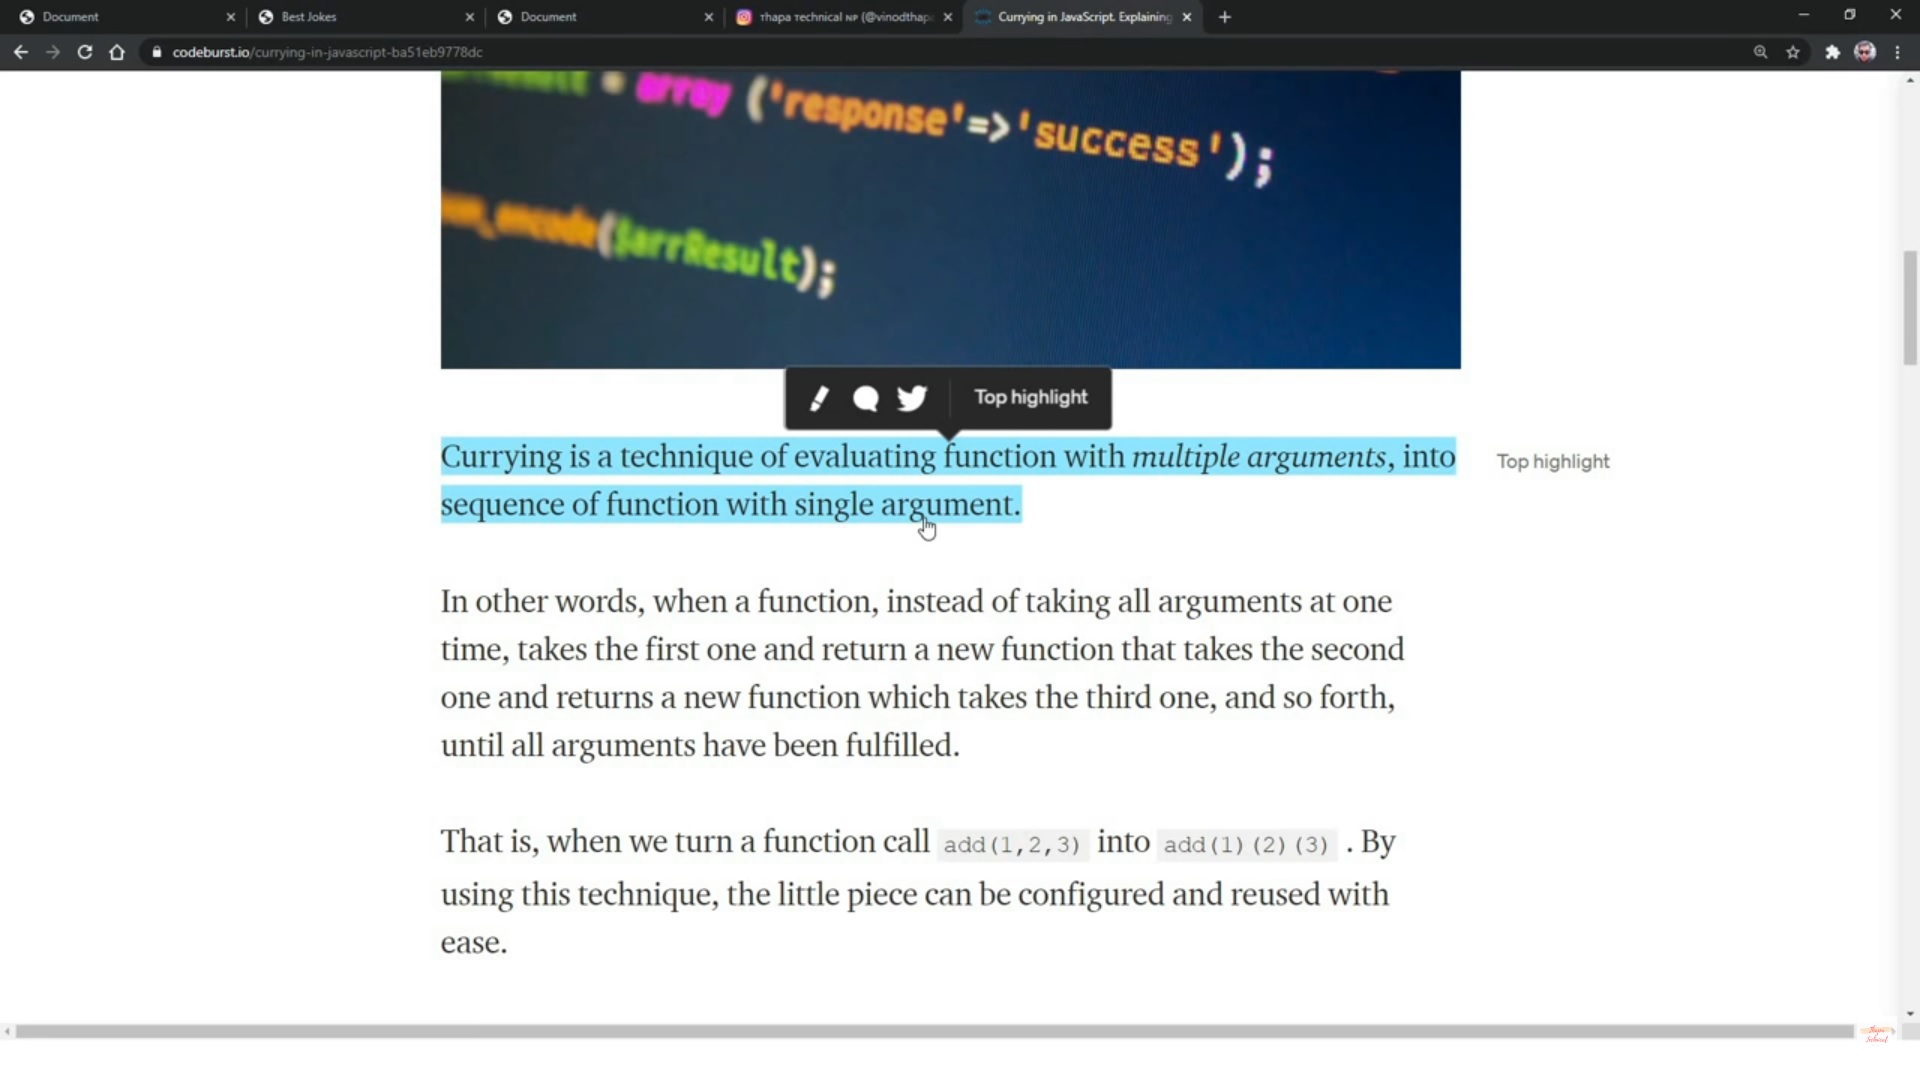 Document
Best Jokes
Document
Thapa Technical NP (@vinodthap
Currying in JavaScript. Explaining
codeburst.io/currying-in-javascript-ba51eb9778dc
= array ('response'=>'success');
_encode($arrResult);
Top highlight
Currying is a technique of evaluating function with multiple arguments, into
Top highlight
sequence of function with single argument.
In other words, when a function, instead of taking all arguments at one
time, takes the first one and return a new function that takes the second
one and returns a new function which takes the third one, and so forth,
until all arguments have been fulfilled.
That is, when we turn a function call add(1,2,3) into add(1)(2)(3) . By
using this technique, the little piece can be configured and reused with
ease.